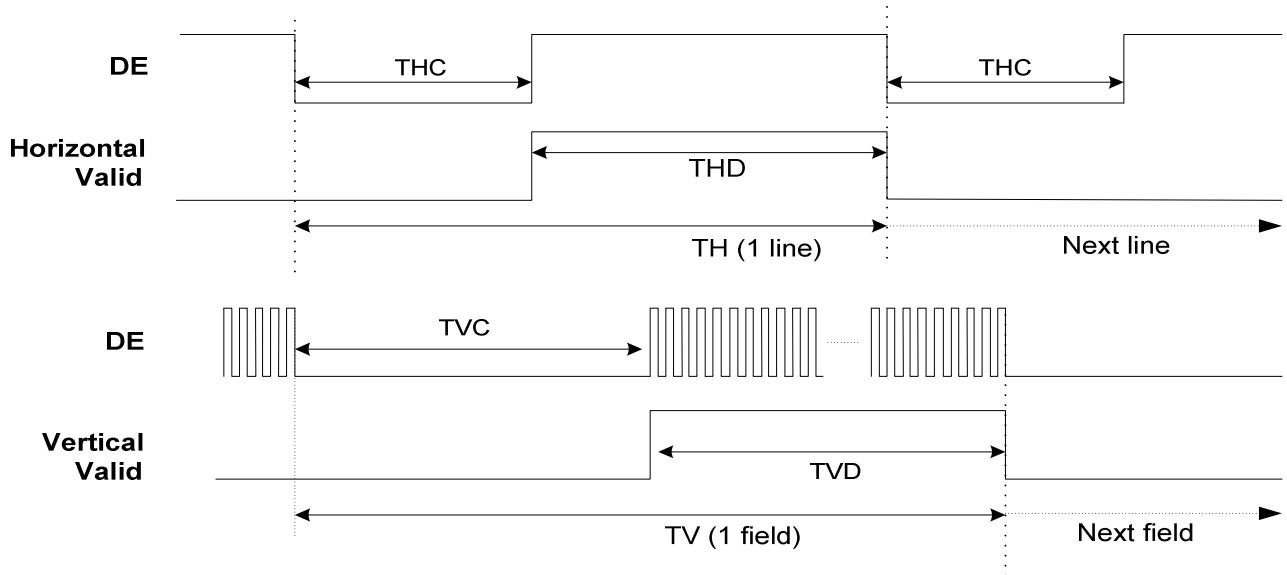 DE
THC
THC
Horizontal
Valid
THD
TH (1 line)
Next line
DE
TVC
Vertical
Valid
TVD
TV (1 field)
Next field